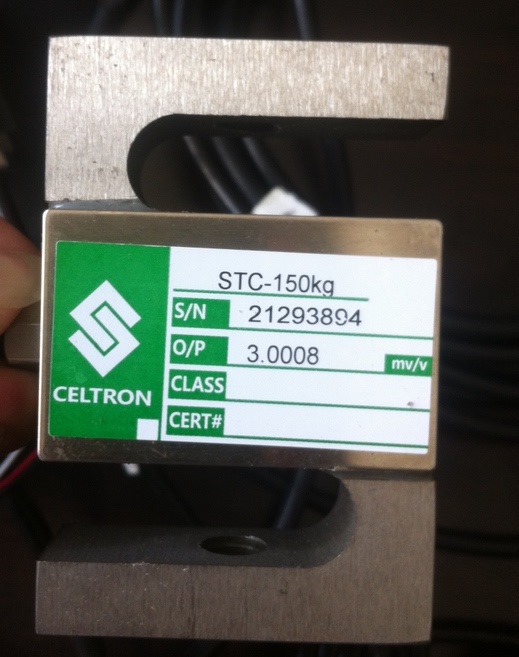 STC-150kg
S/N 21293894
O/P 3.0008 mv/v
CLASS
CELTRON
CERT#